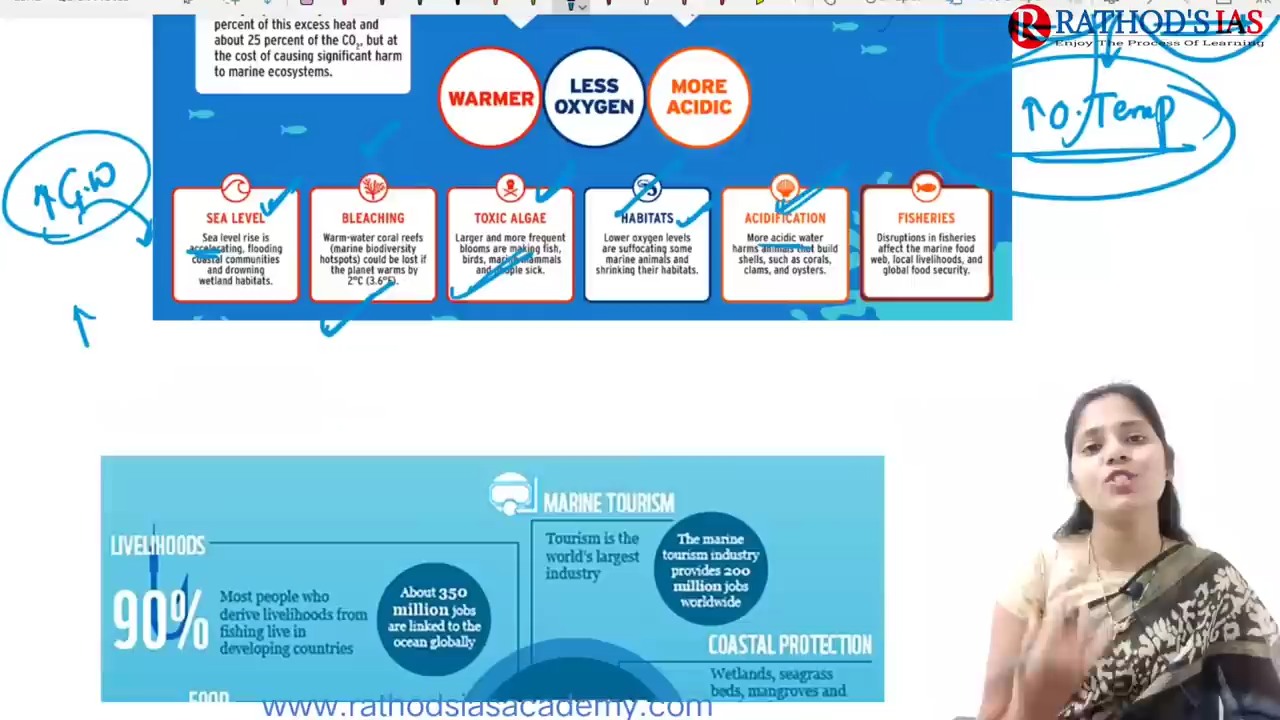 RATHOD'S IAS
Enjoy The Process Of Learning
percent of this excess heat and
about 25 percent of the CO₂, but at
the cost of causing significant harm
to marine ecosystems.
WARMER
LESS
OXYGEN
MORE
ACIDIC
↑O.Temp
↑G.W
SEA LEVEL
Sea level rise is
accelerating, flooding
coastal communities
and drowning
wetland habitats.
BLEACHING
Warm-water coral reefs
(marine biodiversity
hotspots) could be lost if
the planet warms by
2°C (3.6°F).
TOXIC ALGAE
Larger and more frequent
blooms are making fish,
birds, marine mammals
and people sick.
HABITATS
Lower oxygen levels
are suffocating some
marine animals and
shrinking their habitats.
ACIDIFICATION
More acidic water
harms animals that build
shells, such as corals,
clams, and oysters.
FISHERIES
Disruptions in fisheries
affect the marine food
web, local livelihoods, and
global food security.
↑
MARINE TOURISM
Tourism is the
world's largest
industry
The marine
tourism industry
provides 200
million jobs
worldwide
LIVELIHOODS
90%
Most people who
derive livelihoods from
fishing live in
developing countries
About 350
million jobs
are linked to the
ocean globally
COASTAL PROTECTION
Wetlands, seagrass
beds, mangroves and
FOOD
www.rathodsiasacademy.com